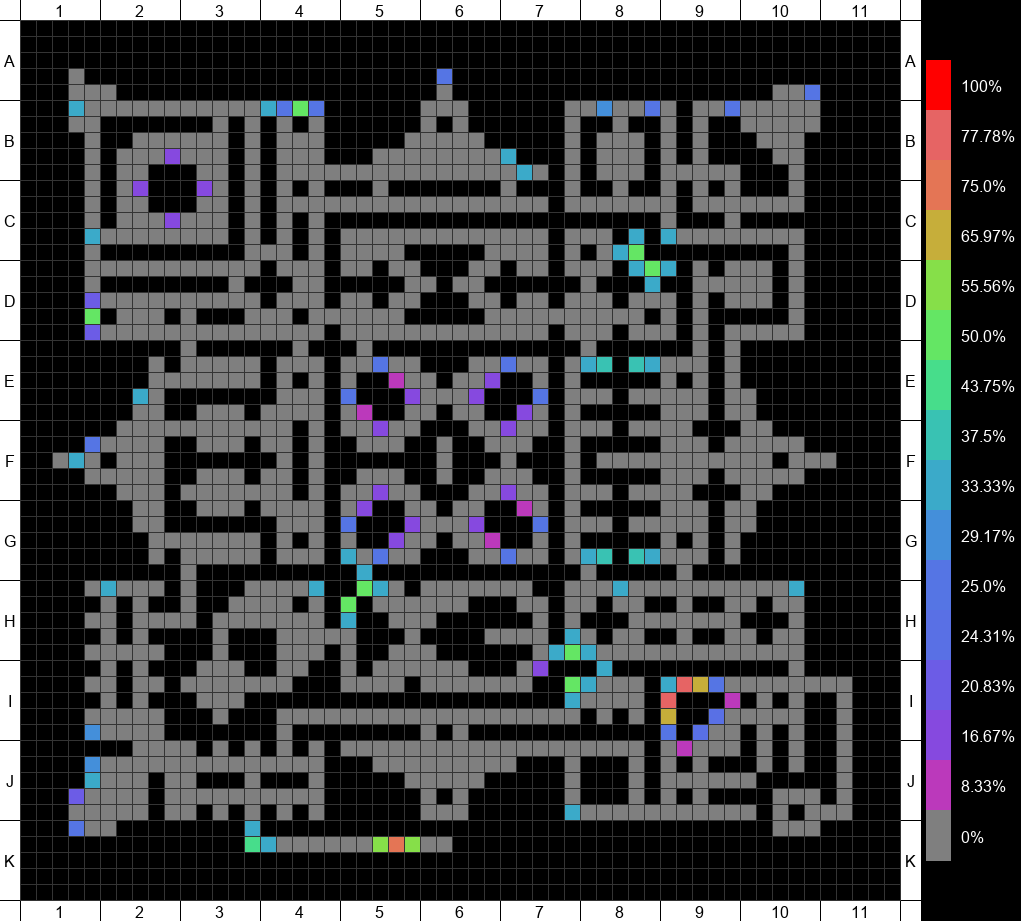 1 2 3 4 5 6 7 8 9 10 11
A A
B B
C C
D D
E E
F F
G G
H H
I I
J J
K K
1 2 3 4 5 6 7 8 9 10 11
100%
77.78%
75.0%
65.97%
55.56%
50.0%
43.75%
37.5%
33.33%
29.17%
25.0%
24.31%
20.83%
16.67%
8.33%
0%